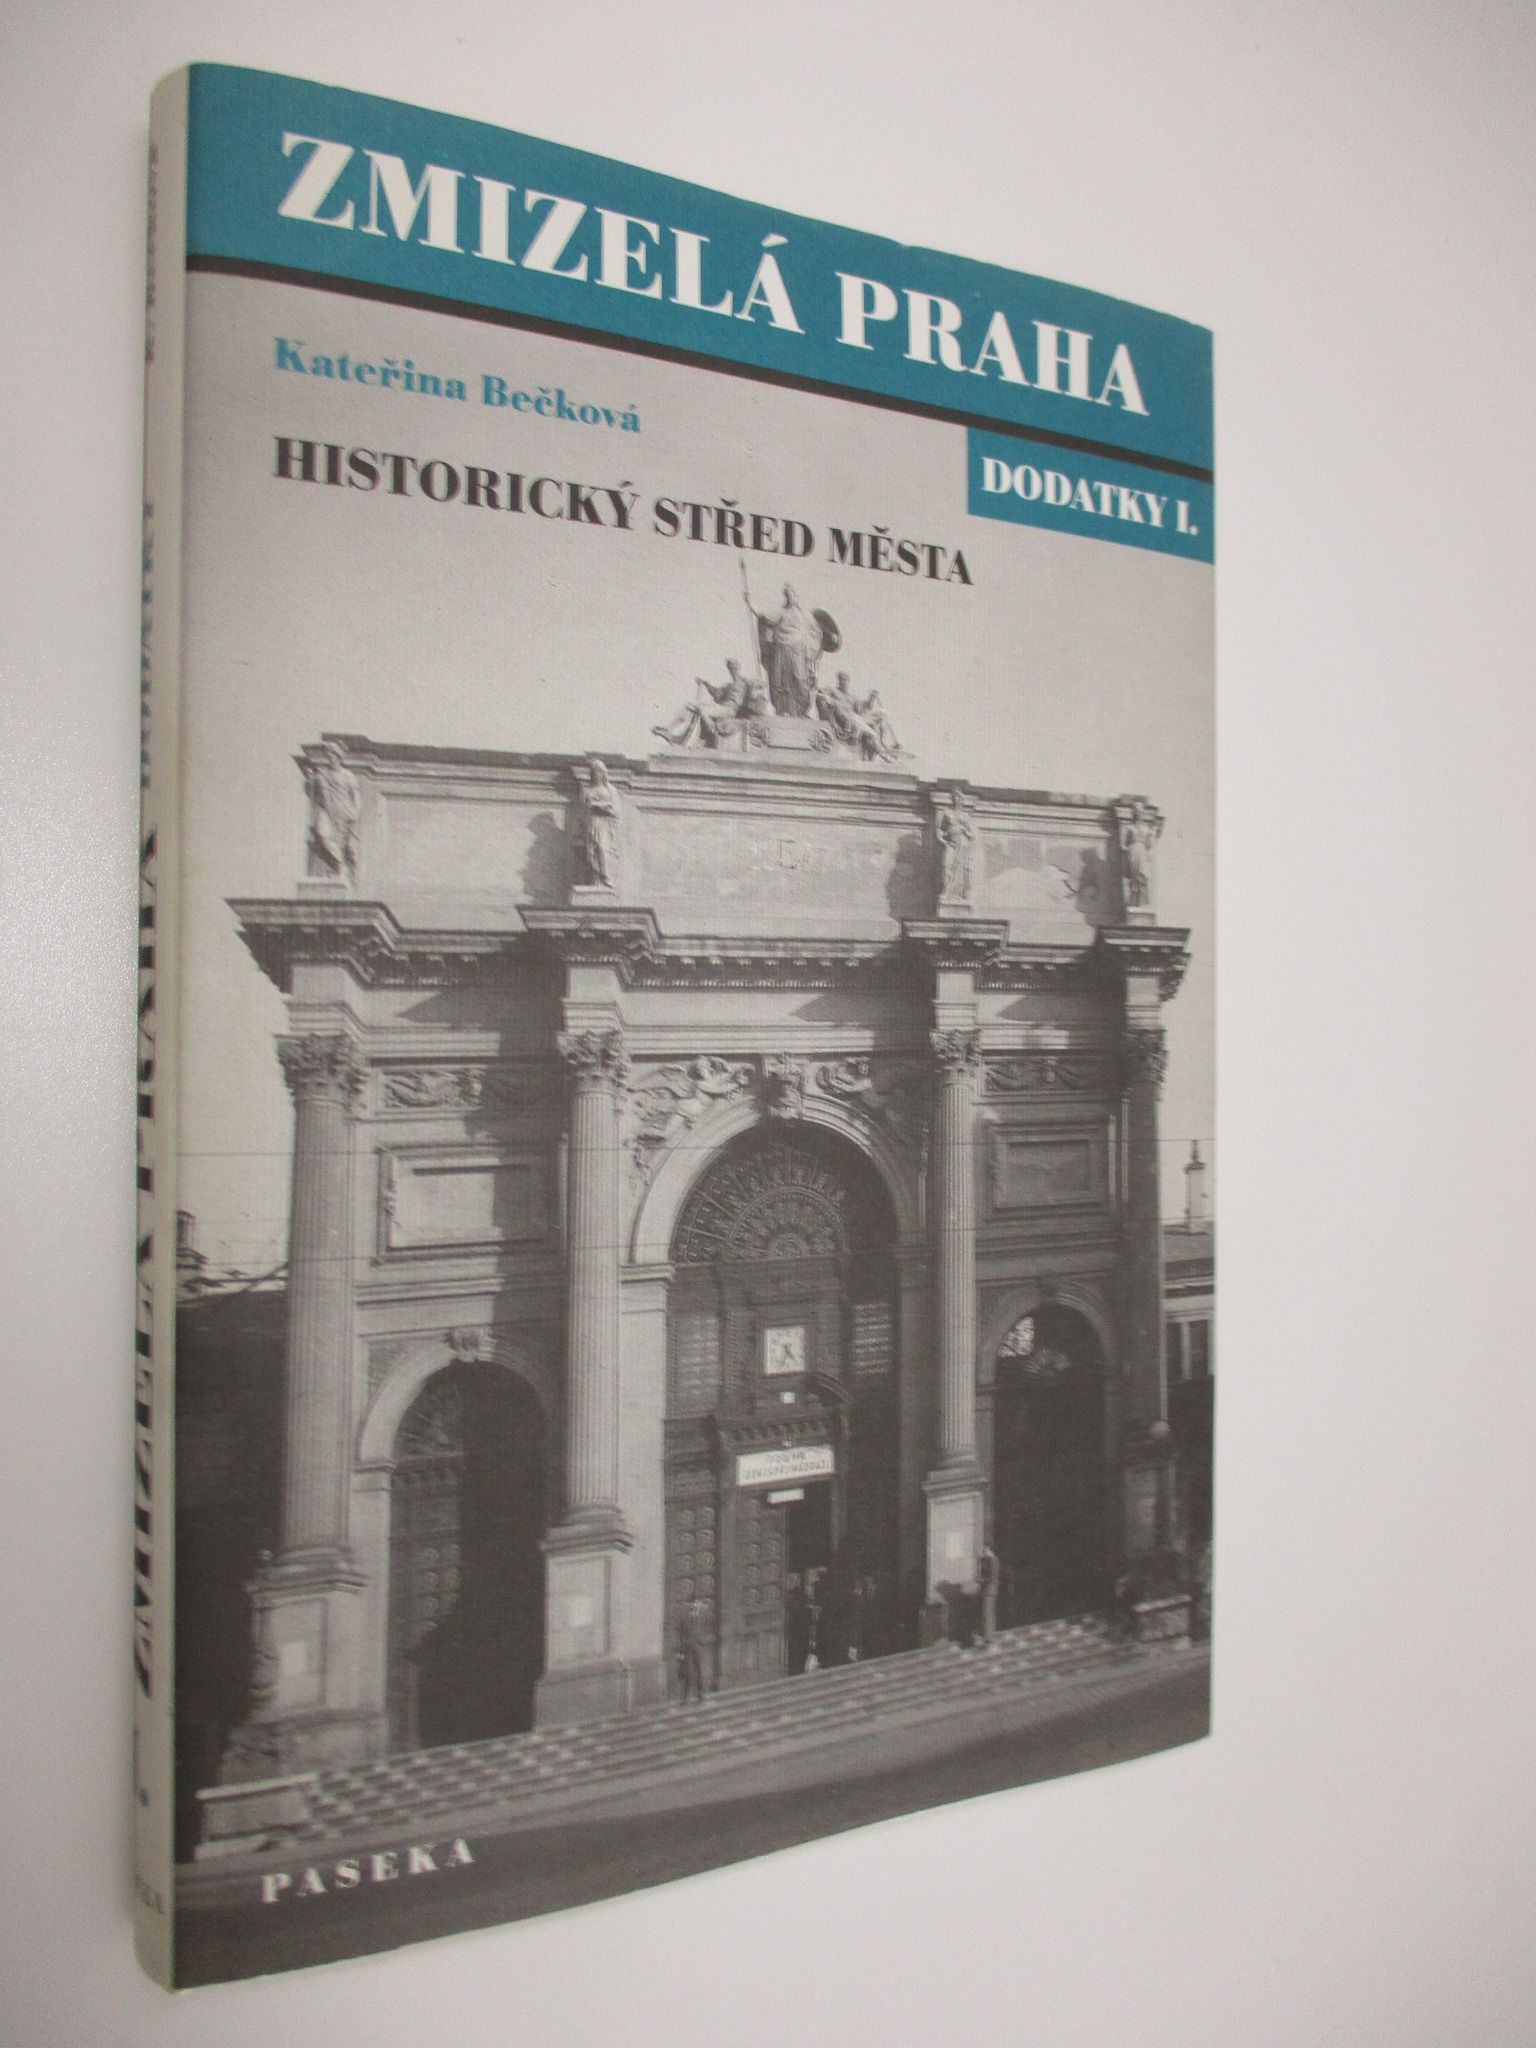 ZMIZELÁ PRAHA
Kateřina Bečková
DODATKY I.
HISTORICKÝ STŘED MĚSTA
PASEKA
ZMIZELÁ PRAHA